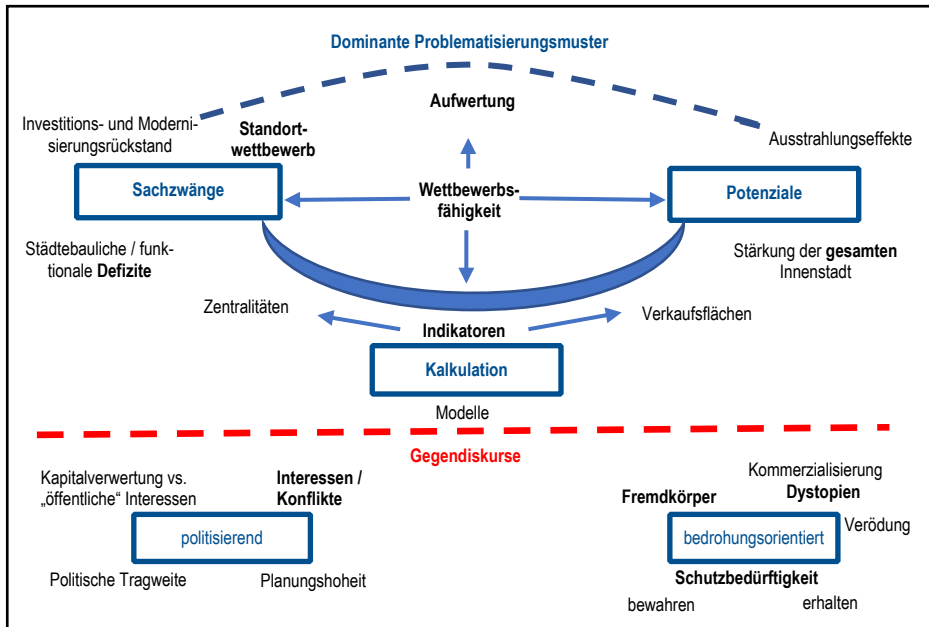 Dominante Problematisierungsmuster
Aufwertung
Investitions- und Moderni-
sierungsrückstand
Standort-
wettbewerb
Ausstrahlungseffekte
Sachzwänge
Wettbewerbs-
fähigkeit
Potenziale
Städtebauliche / funk-
tionale Defizite
Stärkung der gesamten
Innenstadt
Zentralitäten
Verkaufsflächen
Indikatoren
Kalkulation
Modelle
Gegendiskurse
Kapitalverwertung vs.
„öffentliche“ Interessen
Interessen /
Konflikte
politisierend
Politische Tragweite
Planungshoheit
Kommerzialisierung
Dystopien
Fremdkörper
Verödung
bedrohungsorientiert
Schutzbedürftigkeit
bewahren
erhalten